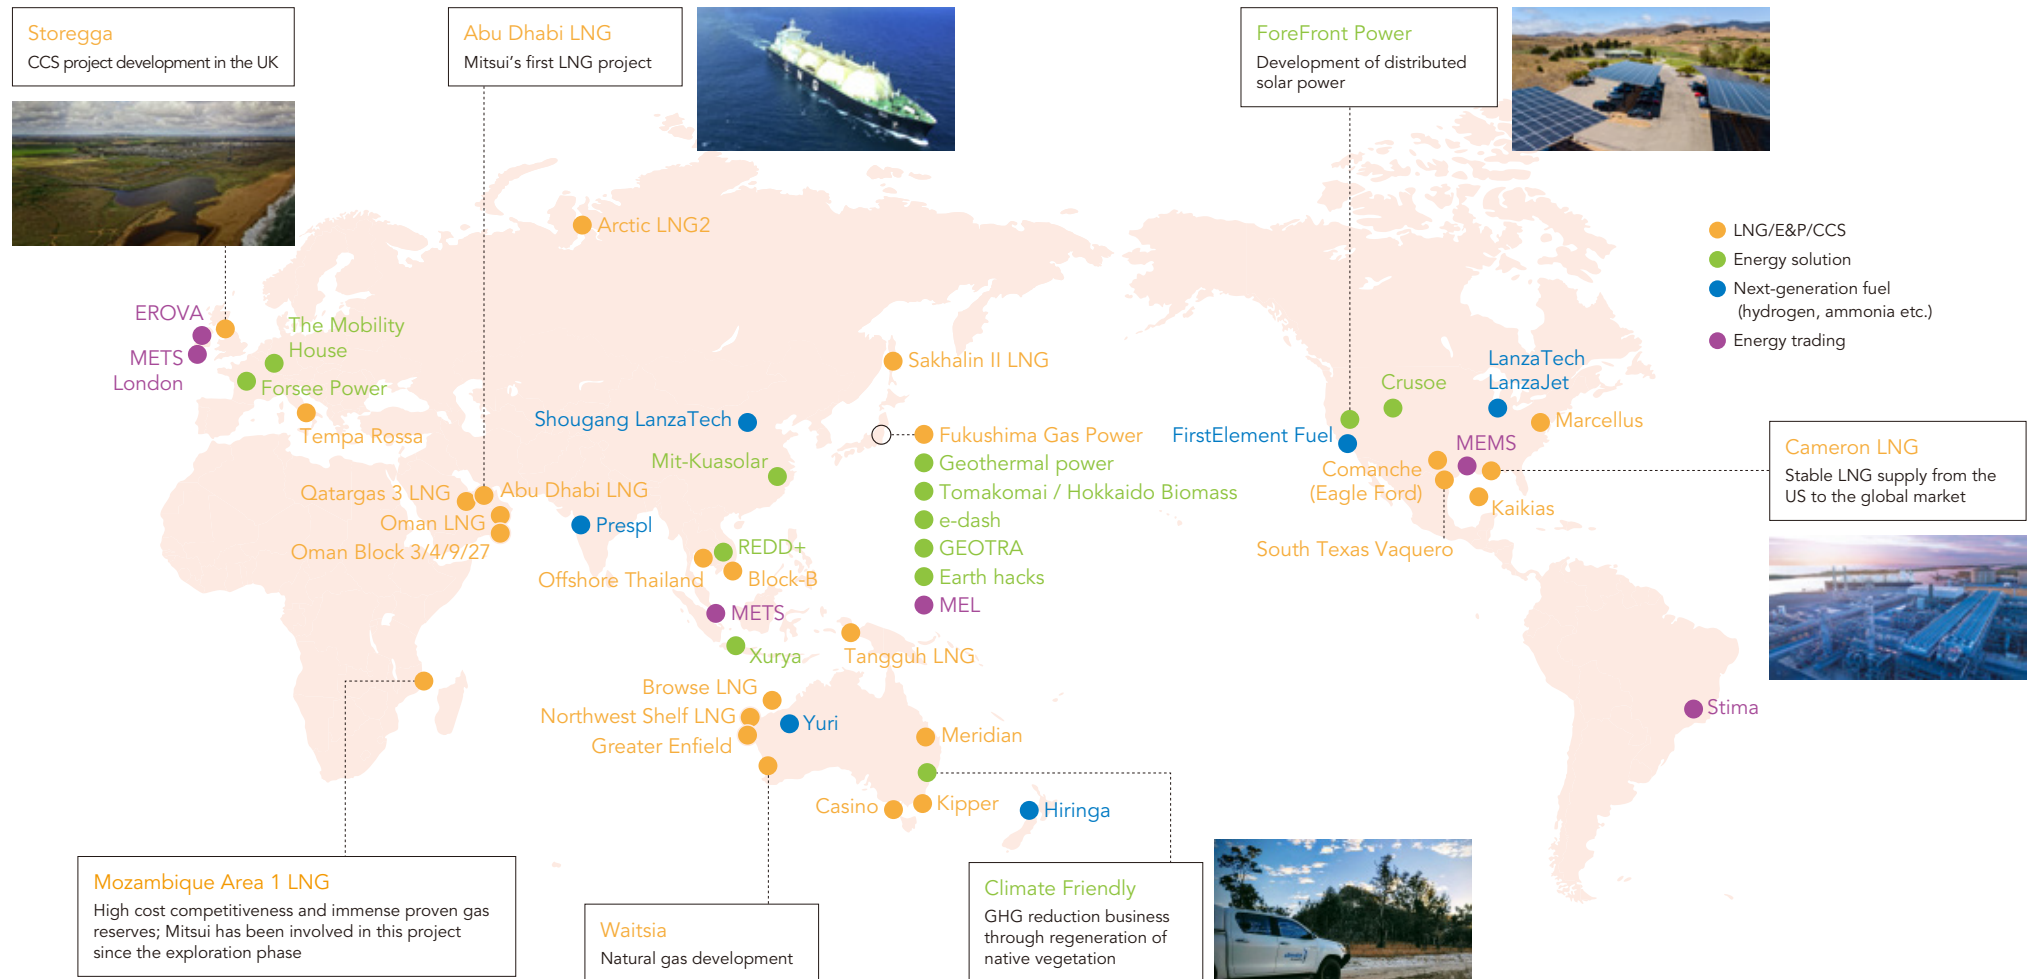 Storegga
CCS project development in the UK
Abu Dhabi LNG
Mitsui's first LNG project
ForeFront Power
Development of distributed
solar power
Arctic LNG2
LNG/E&P/CCS
Energy solution
Next-generation fuel
(hydrogen, ammonia etc.)
Energy trading
EROVA
METS
London
The Mobility
House
Forsee Power
Tempa Rossa
Sakhalin II LNG
Shougang LanzaTech
Mit-Kuasolar
Fukushima Gas Power
Geothermal power
Tomakomai / Hokkaido Biomass
e-dash
GEOTRA
Earth hacks
MEL
Crusoe
LanzaTech
LanzaJet
FirstElement Fuel
Marcellus
MEMS
Comanche
(Eagle Ford)
Kaikias
South Texas Vaquero
Cameron LNG
Stable LNG supply from the
US to the global market
Qatargas 3 LNG
Abu Dhabi LNG
Oman LNG
Oman Block 3/4/9/27
Prespl
REDD+
Offshore Thailand
Block-B
METS
Xurya
Tangguh LNG
Browse LNG
Northwest Shelf LNG
Greater Enfield
Yuri
Meridian
Casino
Kipper
Hiringa
Stima
Mozambique Area 1 LNG
High cost competitiveness and immense proven gas
reserves; Mitsui has been involved in this project
since the exploration phase
Waitsia
Natural gas development
Climate Friendly
GHG reduction business
through regeneration of
native vegetation